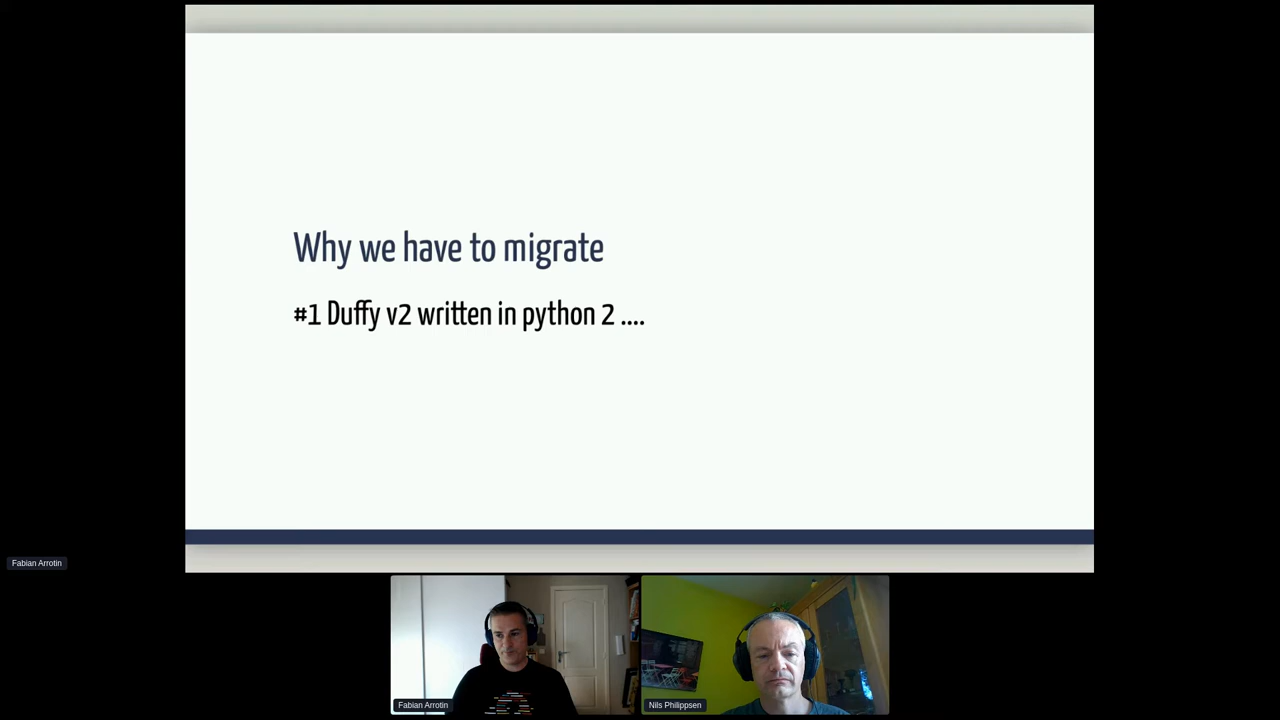 Why we have to migrate
#1 Duffy v2 written in python 2 ....
Fabian Arrotin
Fabian Arrotin
Nils Philippsen